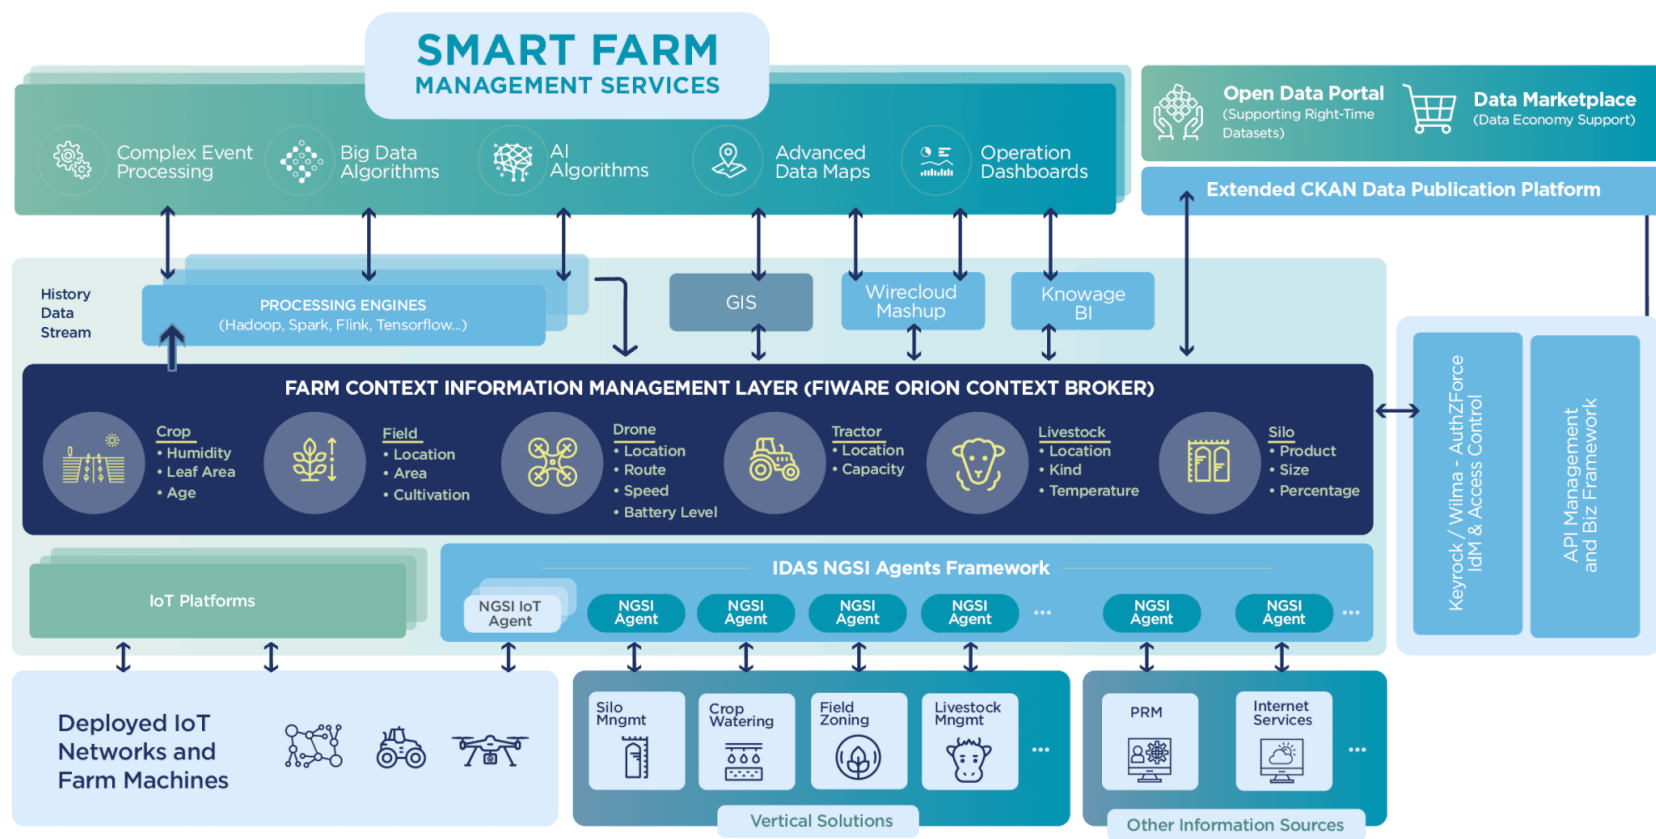 SMART FARM
MANAGEMENT SERVICES
Complex Event
Processing
Big Data
Algorithms
AI
Algorithms
Advanced
Data Maps
Operation
Dashboards
Open Data Portal
(Supporting Right-Time
Datasets)
Data Marketplace
(Data Economy Support)
Extended CKAN Data Publication Platform
History
Data
Stream
PROCESSING ENGINES
(Hadoop, Spark, Flink, Tensorflow...)
GIS
Wirecloud
Mashup
Knowage
BI
FARM CONTEXT INFORMATION MANAGEMENT LAYER (FIWARE ORION CONTEXT BROKER)
Crop
• Humidity
• Leaf Area
• Age
Field
• Location
• Area
• Cultivation
Drone
• Location
• Route
• Speed
• Battery Level
Tractor
• Location
• Capacity
Livestock
• Location
• Kind
• Temperature
Silo
• Product
• Size
• Percentage
Keyrock / Wilma - AuthZForce
IdM & Access Control
API Management
and Biz Framework
IoT Platforms
IDAS NGSI Agents Framework
NGSI IoT
Agent
NGSI
Agent
NGSI
Agent
NGSI
Agent
NGSI
Agent
...
NGSI
Agent
NGSI
Agent
...
Deployed IoT
Networks and
Farm Machines
Silo
Mngmt
Crop
Watering
Field
Zoning
Livestock
Mngmt
...
Vertical Solutions
PRM
Internet
Services
...
Other Information Sources